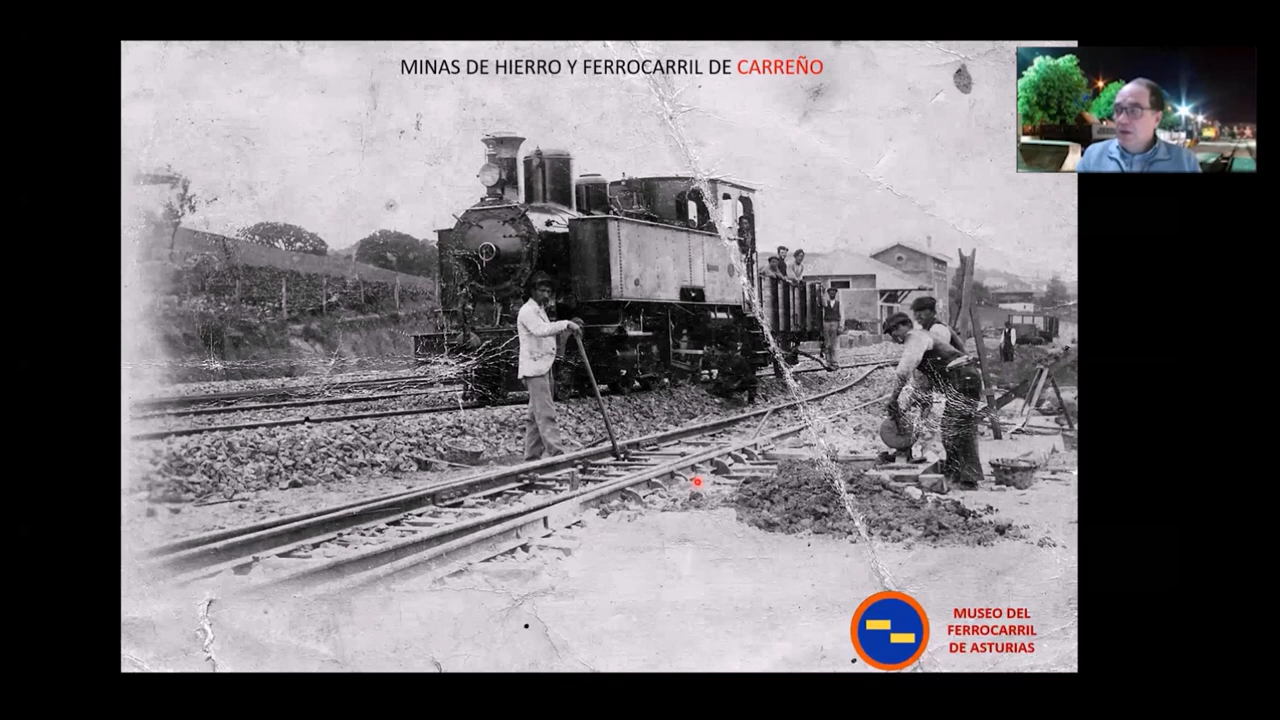 MINAS DE HIERRO Y FERROCARRIL DE CARREÑO
MUSEO DEL
FERROCARRIL
DE ASTURIAS